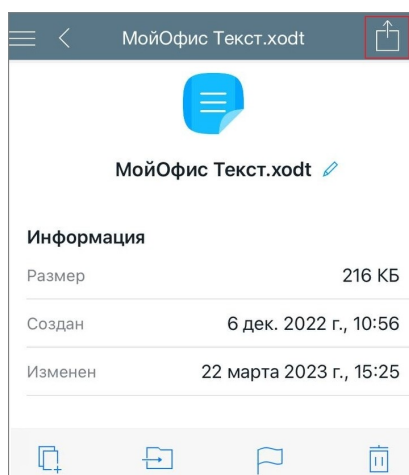 МойОфис Текст.xodt
МойОфис Текст.xodt
Информация
Размер 216 КБ
Создан 6 дек. 2022 г., 10:56
Изменен 22 марта 2023 г., 15:25